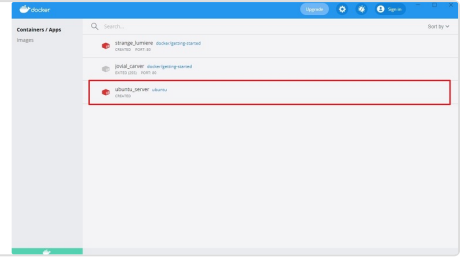 docker
Upgrade
Sign in
Containers / Apps
Images
Search...
Sort by
strange_lumiere docker/getting-started
CREATED PORT: 80
jovial_carver docker/getting-started
EXITED (255) PORT: 80
ubuntu_server ubuntu
CREATED